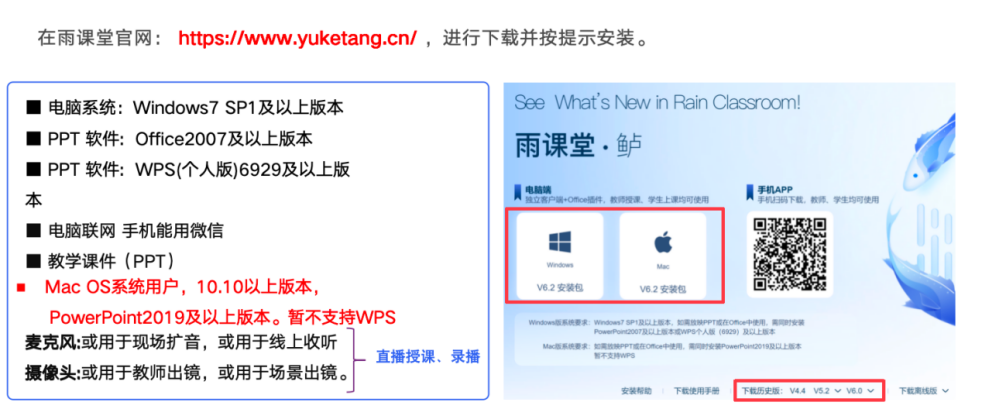 在雨课堂官网： https://www.yuketang.cn/ ，进行下载并按提示安装。
■ 电脑系统：Windows7 SP1及以上版本
■ PPT 软件：Office2007及以上版本
■ PPT 软件：WPS(个人版)6929及以上版
本
■ 电脑联网 手机能用微信
■ 教学课件（PPT）
■ Mac OS系统用户，10.10以上版本，
PowerPoint2019及以上版本。暂不支持WPS
麦克风:或用于现场扩音，或用于线上收听
摄像头:或用于教师出镜，或用于场景出镜。
直播授课、录播
See What's New in Rain Classroom!
雨课堂·鲈
电脑端
独立客户端+Office插件，教师授课、学生上课均可使用
Windows
V6.2 安装包
Mac
V6.2 安装包
手机APP
手机扫码下载，教师、学生均可使用
Windows版系统要求： Windows7 SP1及以上版本，如需放映PPT或在Office中使用，需同时安装
PowerPoint2007及以上版本或WPS个人版（6929）及以上版本
Mac版系统要求： 如需放映PPT或在Office中使用，需同时安装PowerPoint2019及以上版本
暂不支持WPS
安装帮助 下载使用手册 下载历史版： V4.4 V5.2 V6.0 下载离线版